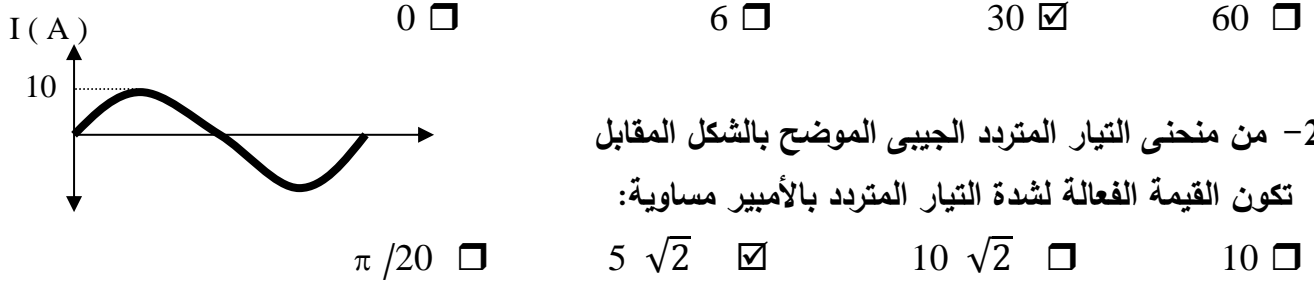 60 ☐ 30 ☑ 6 ☐ 0 ☐
I ( A )
10
2- من منحنى التيار المتردد الجيبى الموضح بالشكل المقابل
تكون القيمة الفعالة لشدة التيار المتردد بالأمبير مساوية:
10 ☐ 10 √2 ☐ 5 √2 ☑ π /20 ☐